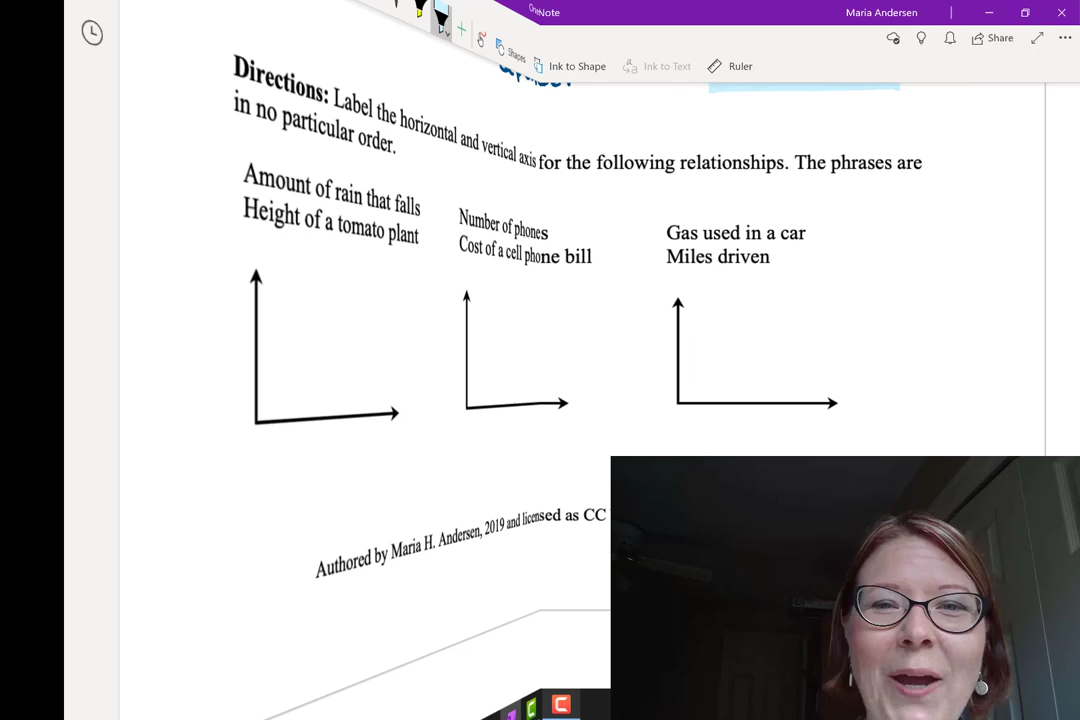 OneNote
Maria Andersen
Share
Shapes
Ink to Shape
Ink to Text
Ruler
Directions: Label the horizontal and vertical axis for the following relationships. The phrases are
in no particular order.
Amount of rain that falls
Height of a tomato plant
Number of phones
Cost of a cell phone bill
Gas used in a car
Miles driven
Authored by Maria H. Andersen, 2019 and licensed as CC